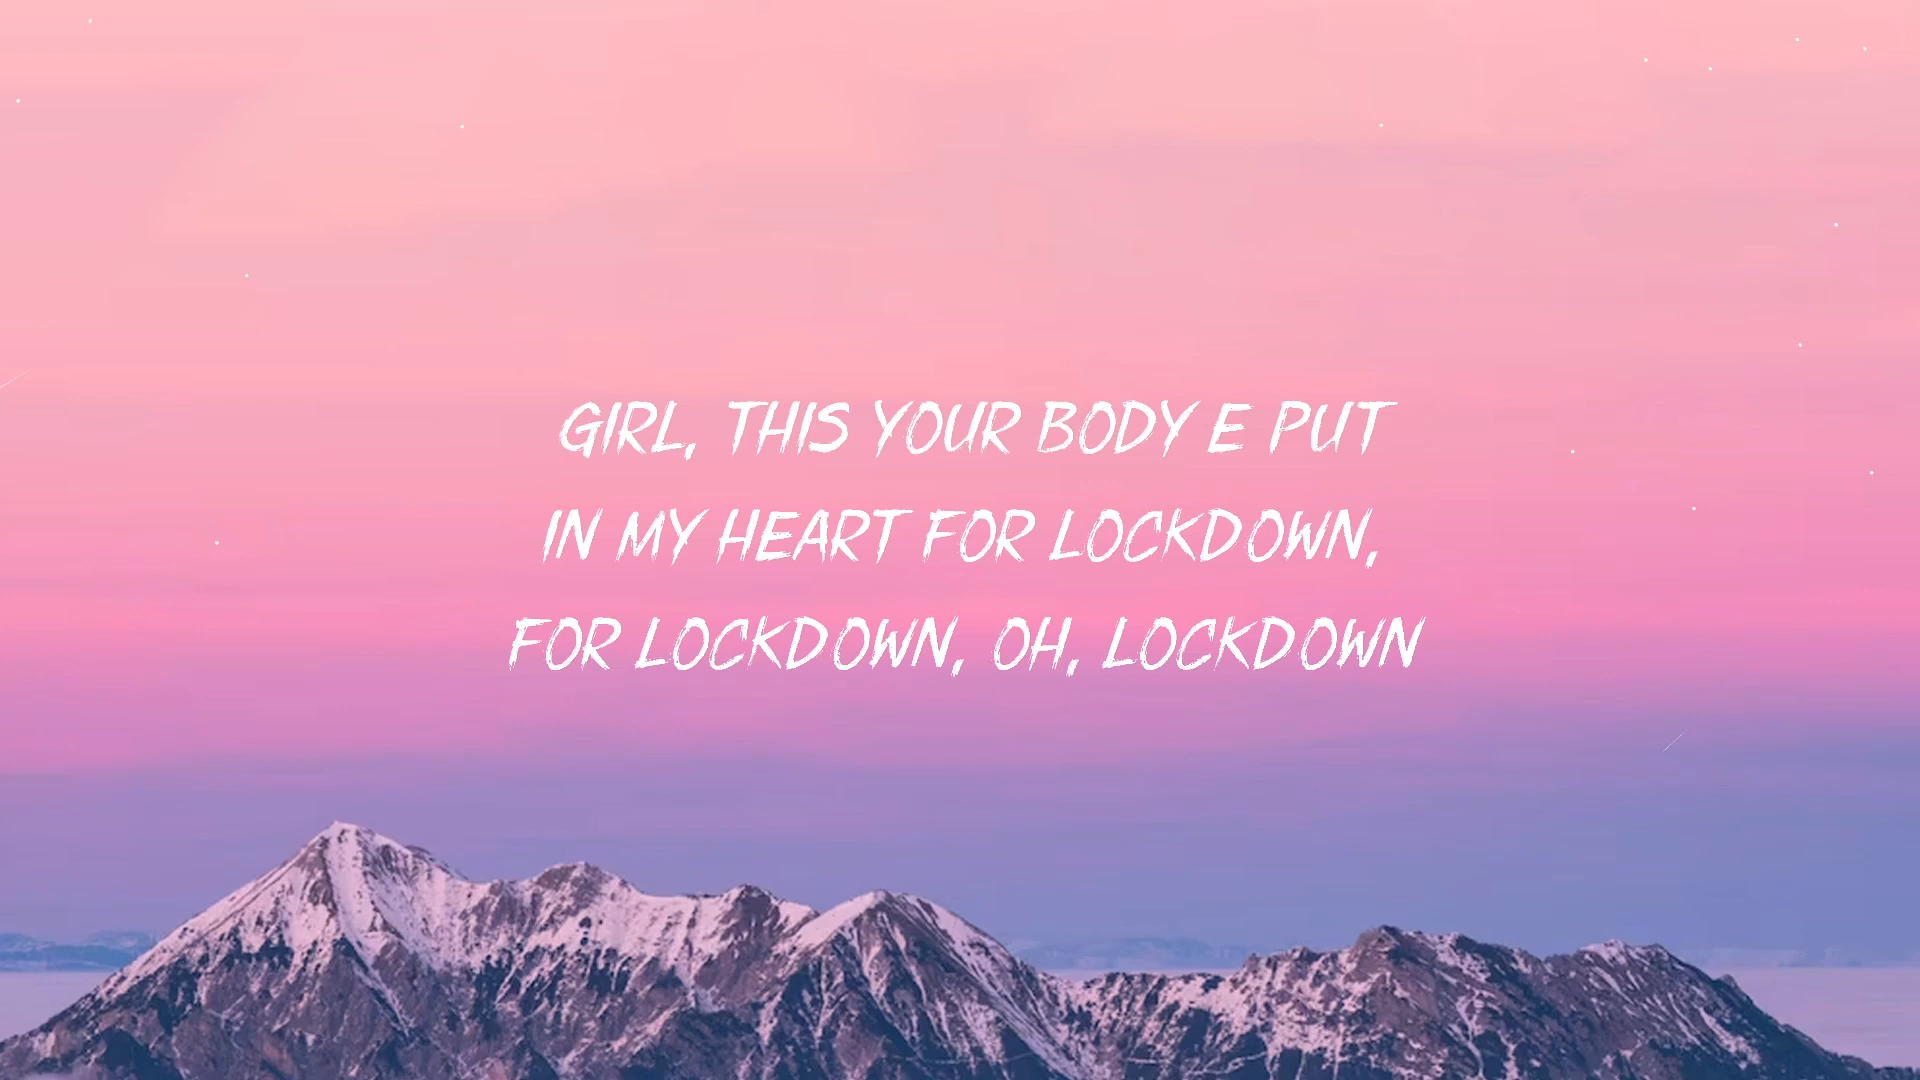 GIRL, THIS YOUR BODY E PUT
IN MY HEART FOR LOCKDOWN,
FOR LOCKDOWN, OH, LOCKDOWN